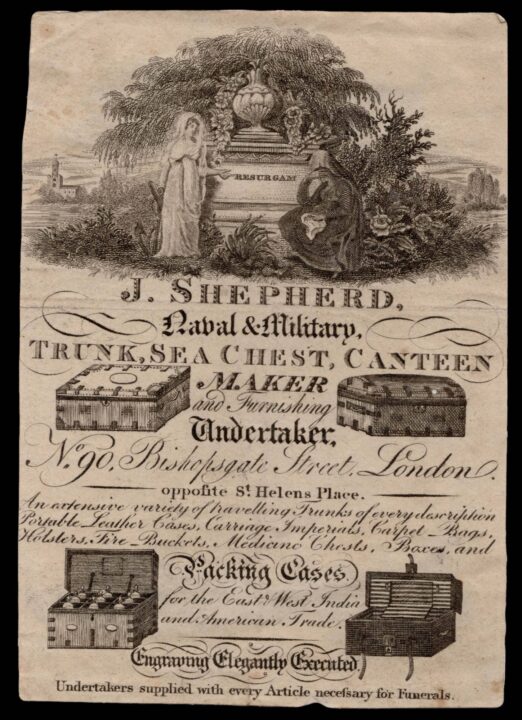 RESURGAM
J. SHEPHERD,
Naval & Military,
TRUNK, SEA CHEST, CANTEEN
MAKER
and Furnishing
Undertaker,
No. 90. Bishopsgate Street, London.
oppoſite St. Helens Place.
An extensive variety of travelling Trunks of every description
Portable Leather Cases, Carriage Imperials, Carpet Bags,
Holsters, Fire Buckets, Medicine Chests, Boxes, and
Packing Cases,
for the East & West India
and American Trade.
Engraving Elegantly Executed,
Undertakers supplied with every Article neceſsary for Funerals.